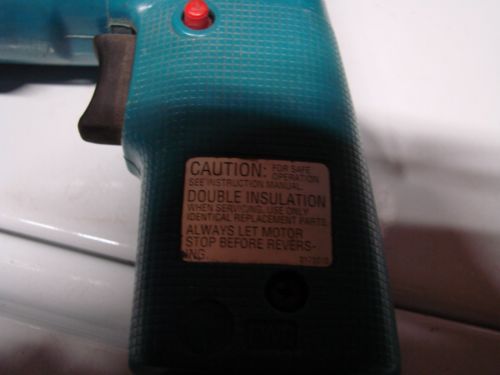 CAUTION: FOR SAFE
OPERATION
SEE INSTRUCTION MANUAL.
DOUBLE INSULATION
WHEN SERVICING, USE ONLY
IDENTICAL REPLACEMENT PARTS.
ALWAYS LET MOTOR
STOP BEFORE REVERS-
ING